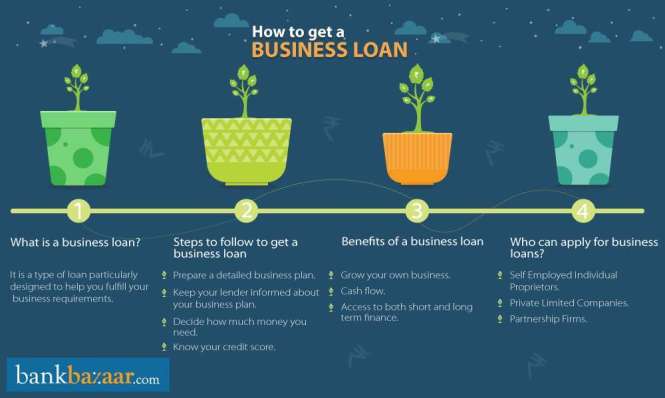 How to get a
BUSINESS LOAN
1
What is a business loan?
It is a type of loan particularly
designed to help you fulfill your
business requirements.
2
Steps to follow to get a
business loan
Prepare a detailed business plan.
Keep your lender informed about
your business plan.
Decide how much money you
need.
Know your credit score.
3
Benefits of a business loan
Grow your own business.
Cash flow.
Access to both short and long
term finance.
4
Who can apply for business
loans?
Self Employed Individual
Proprietors.
Private Limited Companies.
Partnership Firms.
bankbazaar.com